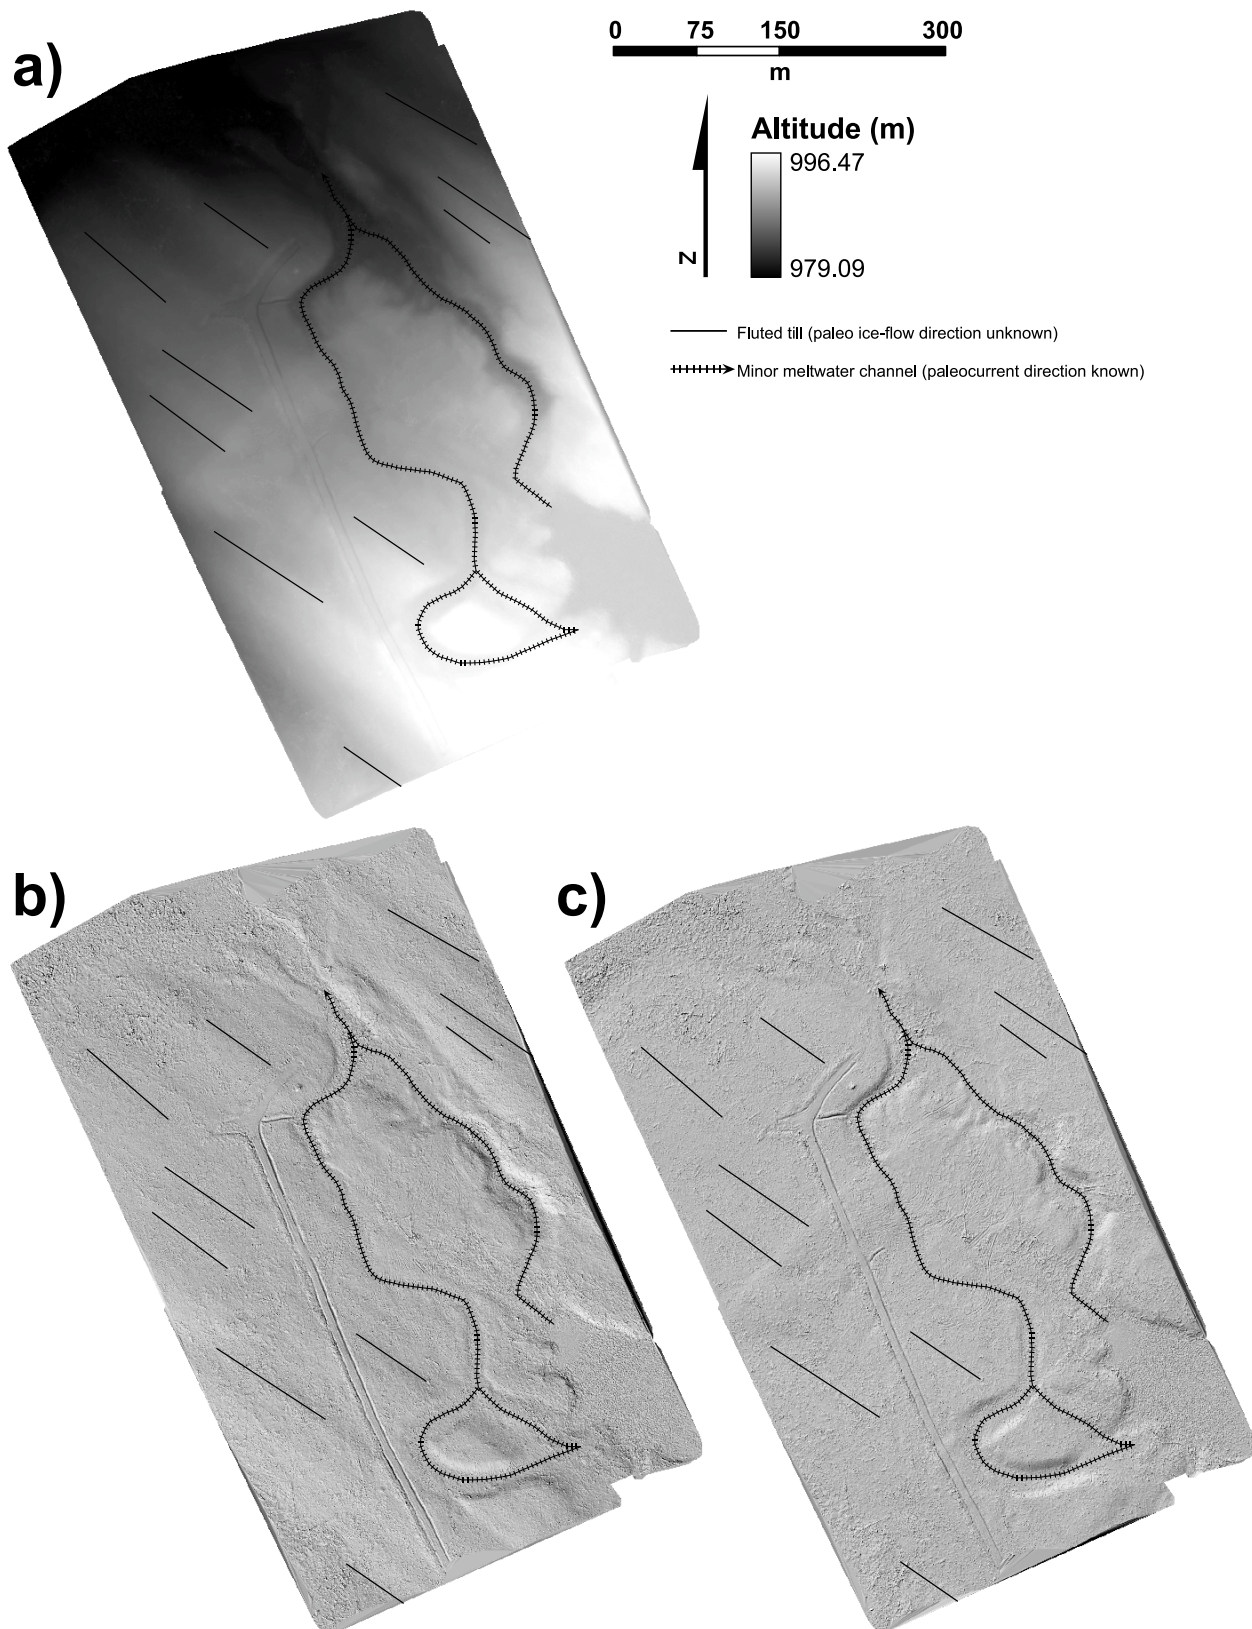 a)
0 75 150 300
m
Altitude (m)
996.47
979.09
N
Fluted till (paleo ice-flow direction unknown)
Minor meltwater channel (paleocurrent direction known)
b)
c)